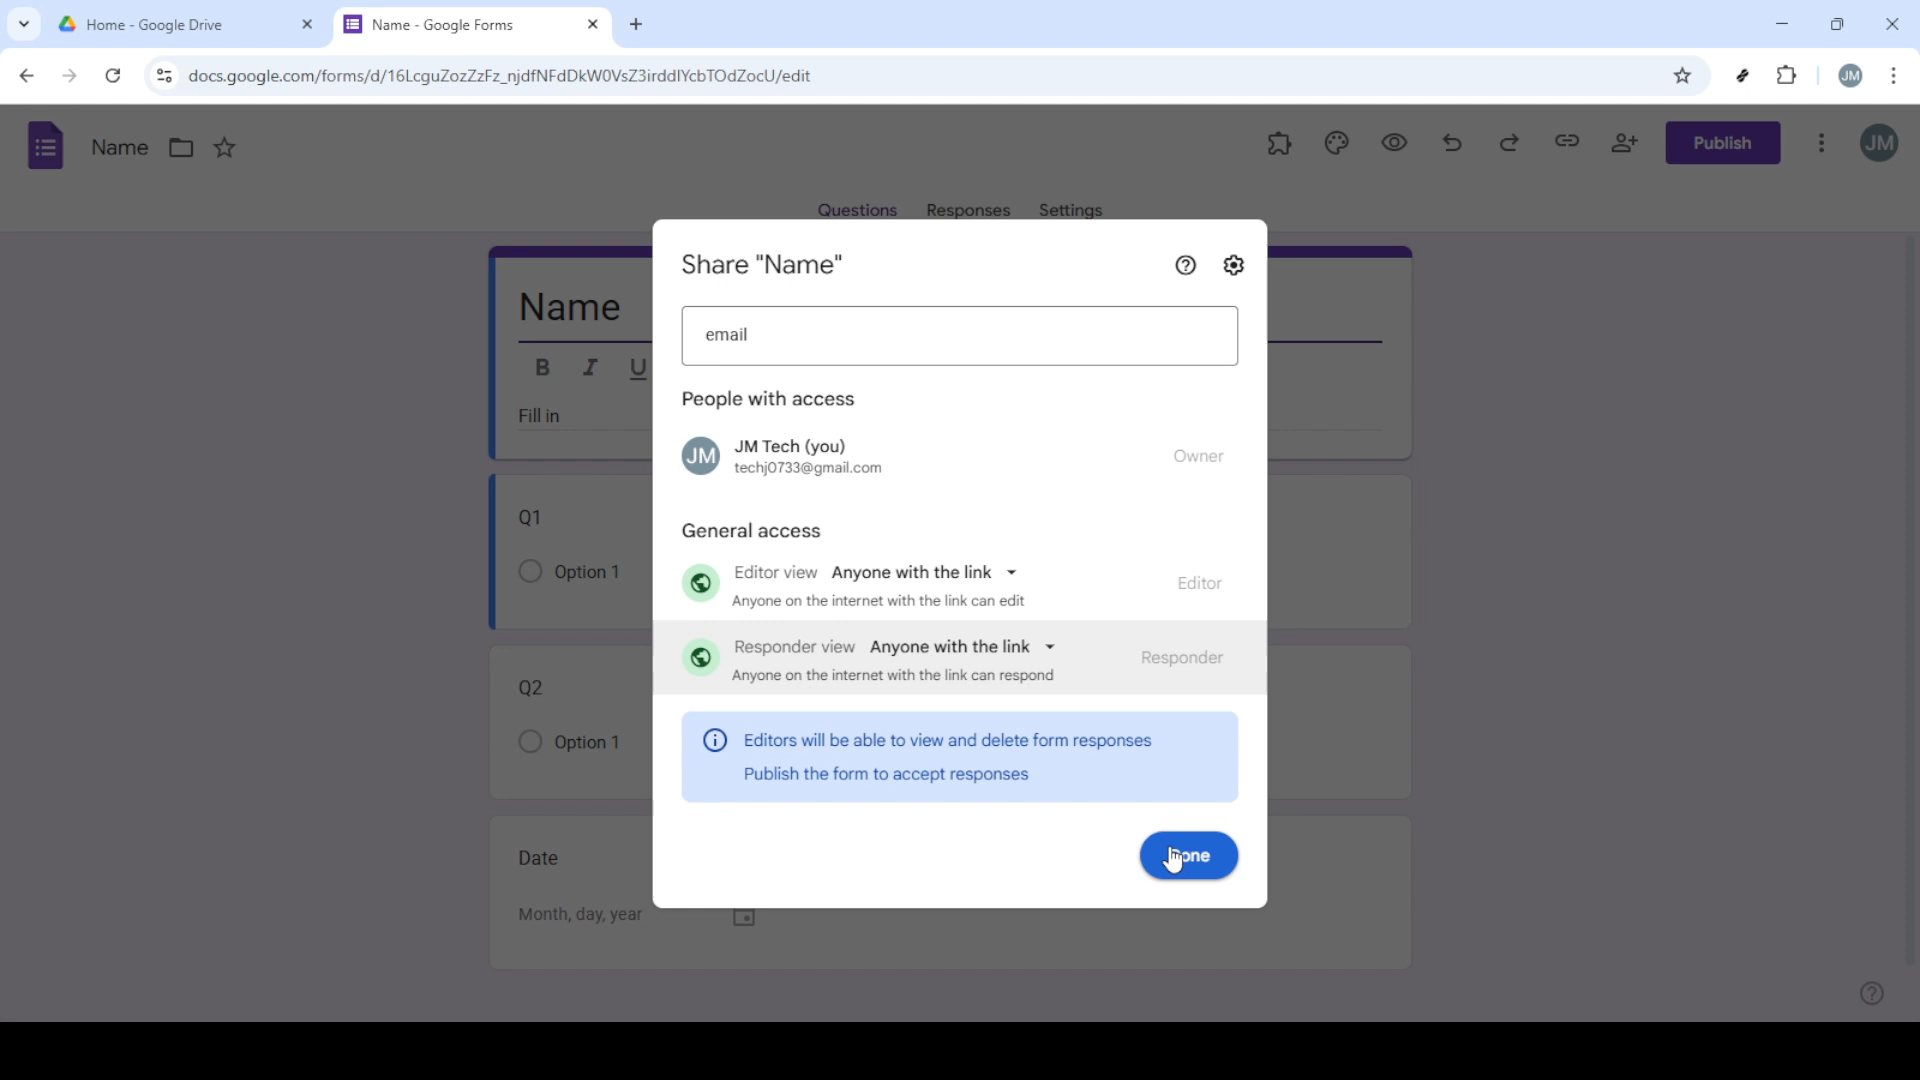 Home - Google Drive
Name - Google Forms
docs.google.com/forms/d/16LcguZozZzFz_njdfNFdDkW0VsZ3irddlYcbTOdZocU/edit
JM
Name
Publish
JM
Questions Responses Settings
Share "Name"
Name
email
B I U
People with access
Fill in
JM
JM Tech (you)
techj0733@gmail.com
Owner
Q1
General access
Option 1
Editor view Anyone with the link
Anyone on the internet with the link can edit
Editor
Responder view Anyone with the link
Anyone on the internet with the link can respond
Responder
Q2
Option 1
Editors will be able to view and delete form responses
Publish the form to accept responses
Date
Done
Month, day, year